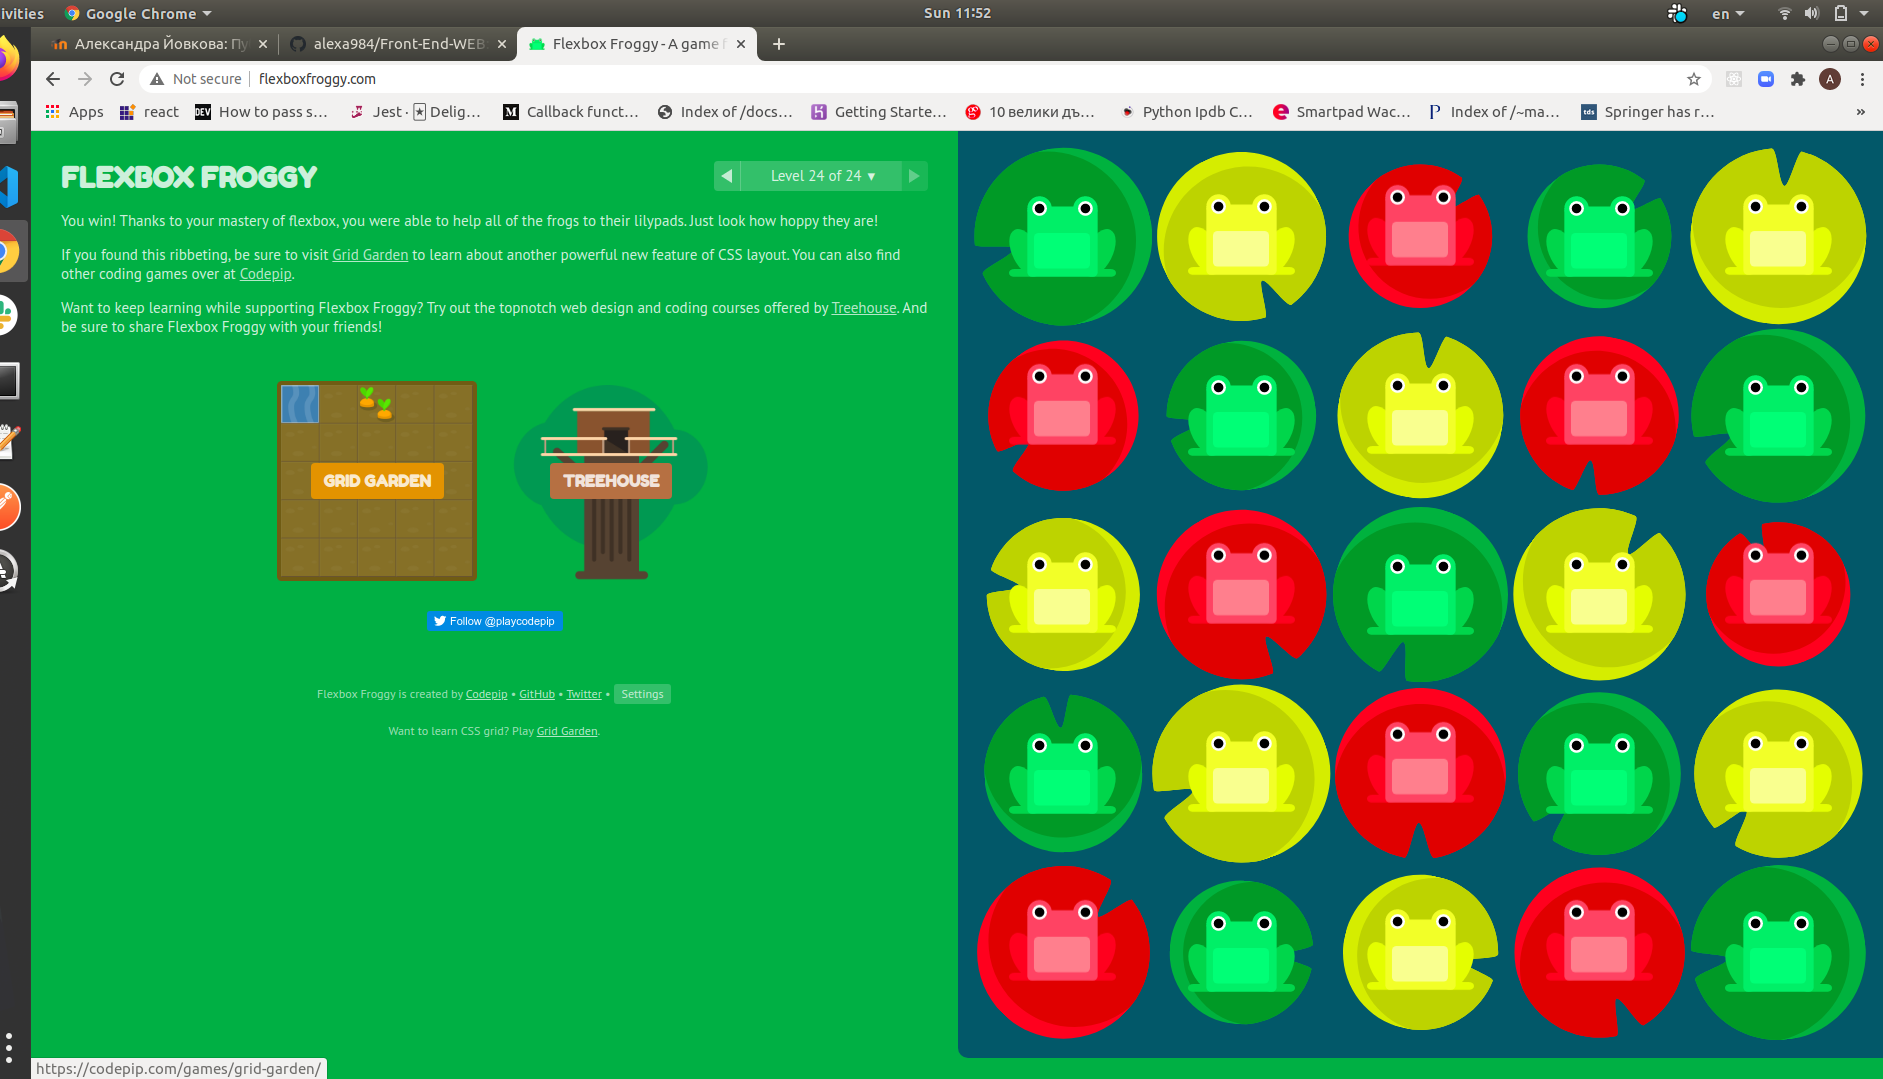 ivities
Google Chrome
Sun 11:52
en
Александра Йовкова: Пу
alexa984/Front-End-WEB
Flexbox Froggy - A game f
Not secure
flexboxfroggy.com
A
Apps
react
DEV
How to pass s…
Jest · ★ Delig…
M
Callback funct…
Index of /docs…
Getting Starte…
10 велики дъ…
Python Ipdb C…
Smartpad Wac…
P
Index of /~ma…
tds
Springer has r…
»
FLEXBOX FROGGY
Level 24 of 24 ▼
You win! Thanks to your mastery of flexbox, you were able to help all of the frogs to their lilypads. Just look how hoppy they are!
If you found this ribbeting, be sure to visit Grid Garden to learn about another powerful new feature of CSS layout. You can also find
other coding games over at Codepip.
Want to keep learning while supporting Flexbox Froggy? Try out the topnotch web design and coding courses offered by Treehouse. And
be sure to share Flexbox Froggy with your friends!
GRID GARDEN
TREEHOUSE
Follow @playcodepip
Flexbox Froggy is created by Codepip • GitHub • Twitter • Settings
Want to learn CSS grid? Play Grid Garden.
https://codepip.com/games/grid-garden/